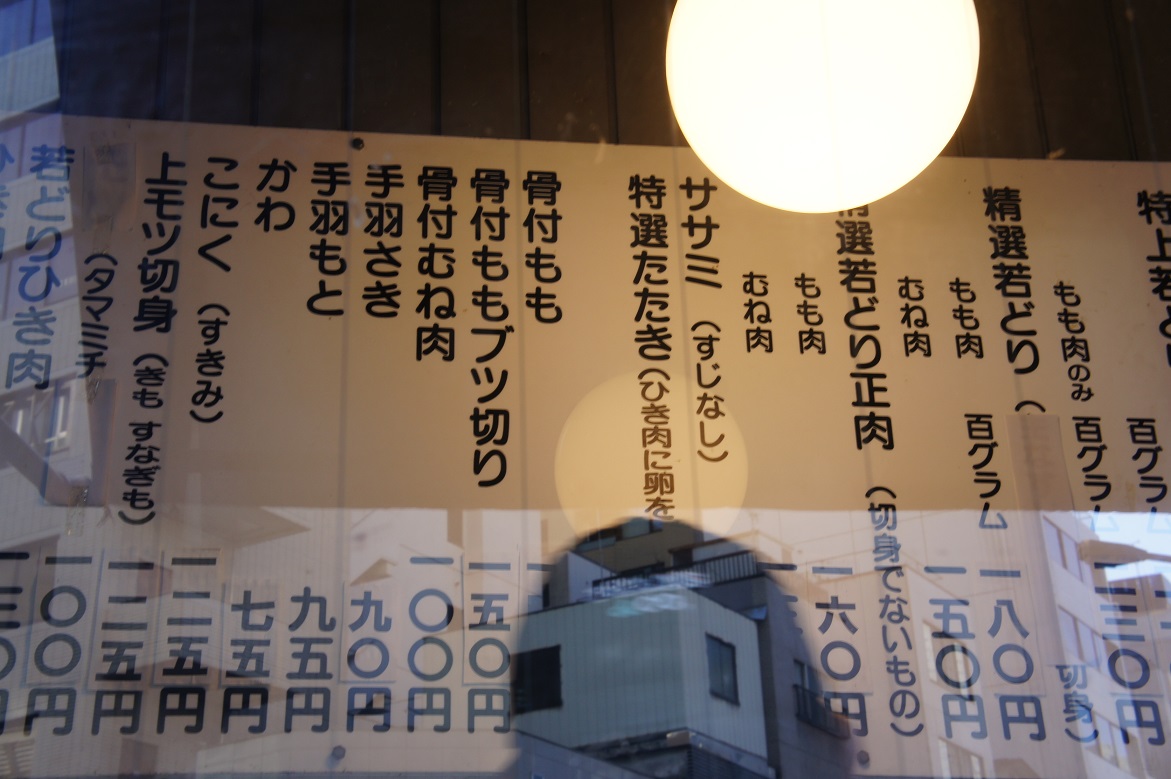 特上若ど
百グラム
もも肉のみ 百グラム 一三〇円
精選若どり（ 切身）
もも肉 百グラム 一八〇円
むね肉 一五〇円
精選若どり正肉（切身でないもの）
もも肉 一六〇円
むね肉
ササミ（すじなし）
特選たたき（ひき肉に卵を
骨付もも
骨付ももブツ切り 一五〇円
骨付むね肉 一〇〇円
手羽さき 九〇円
手羽もと 九五円
かわ 七五円
こにく（すきみ） 一二五円
上モツ切身（きも すなぎも） 一二五円
（タマミチ
若どりひき肉 一〇〇円